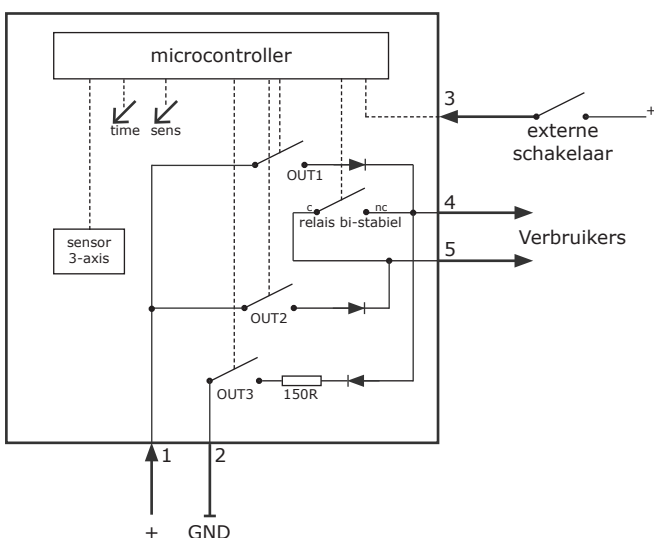 microcontroller
3
+
time sens
externe
schakelaar
OUT1
c nc
4
relais bi-stabiel
sensor
3-axis
Verbruikers
5
OUT2
OUT3 150R
1 2
+ GND